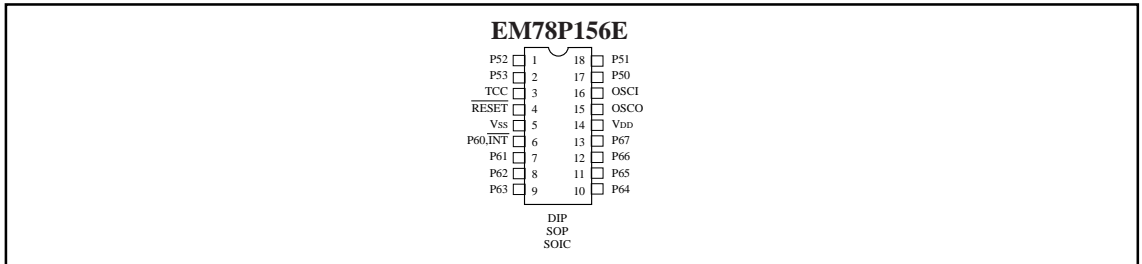 EM78P156E
P52 1 18 P51
P53 2 17 P50
TCC 3 16 OSCI
RESET 4 15 OSCO
VSS 5 14 VDD
P60,INT 6 13 P67
P61 7 12 P66
P62 8 11 P65
P63 9 10 P64
DIP
SOP
SOIC